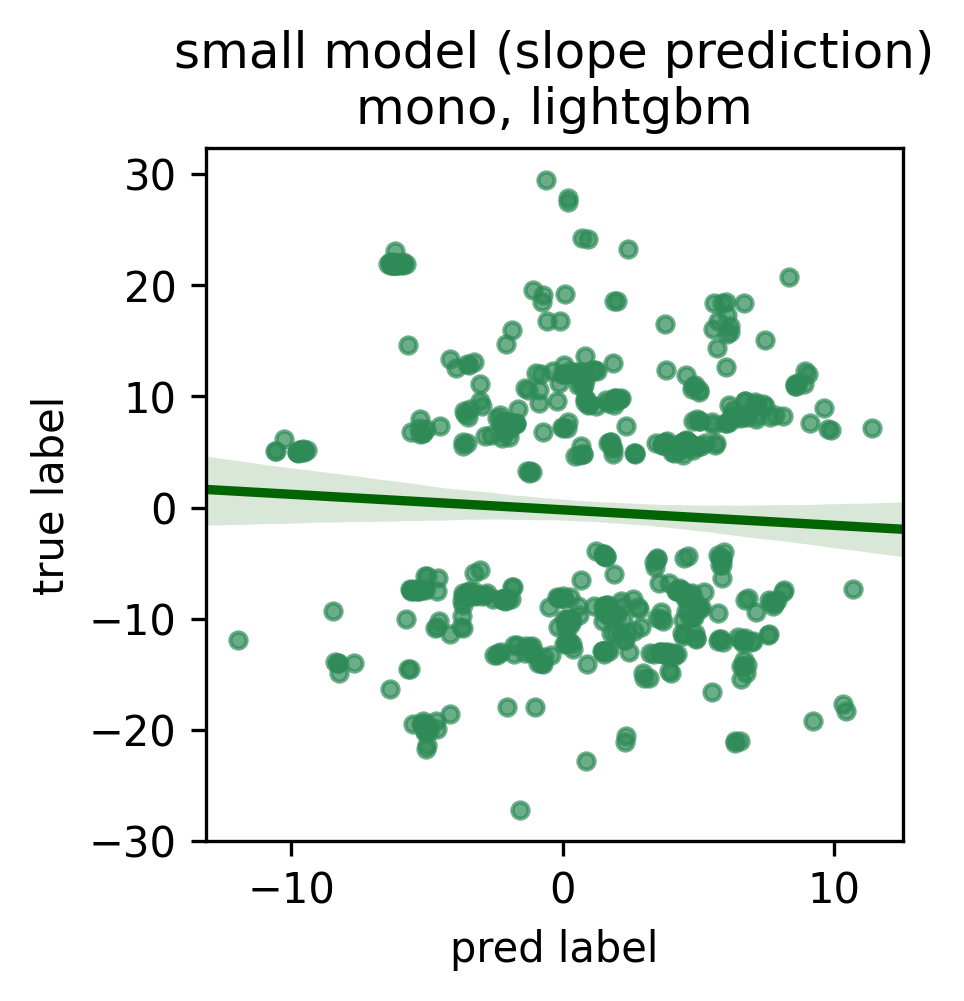 small model (slope prediction)
mono, lightgbm
30
20
10
0
−10
−20
−30
true label
−10 0 10
pred label